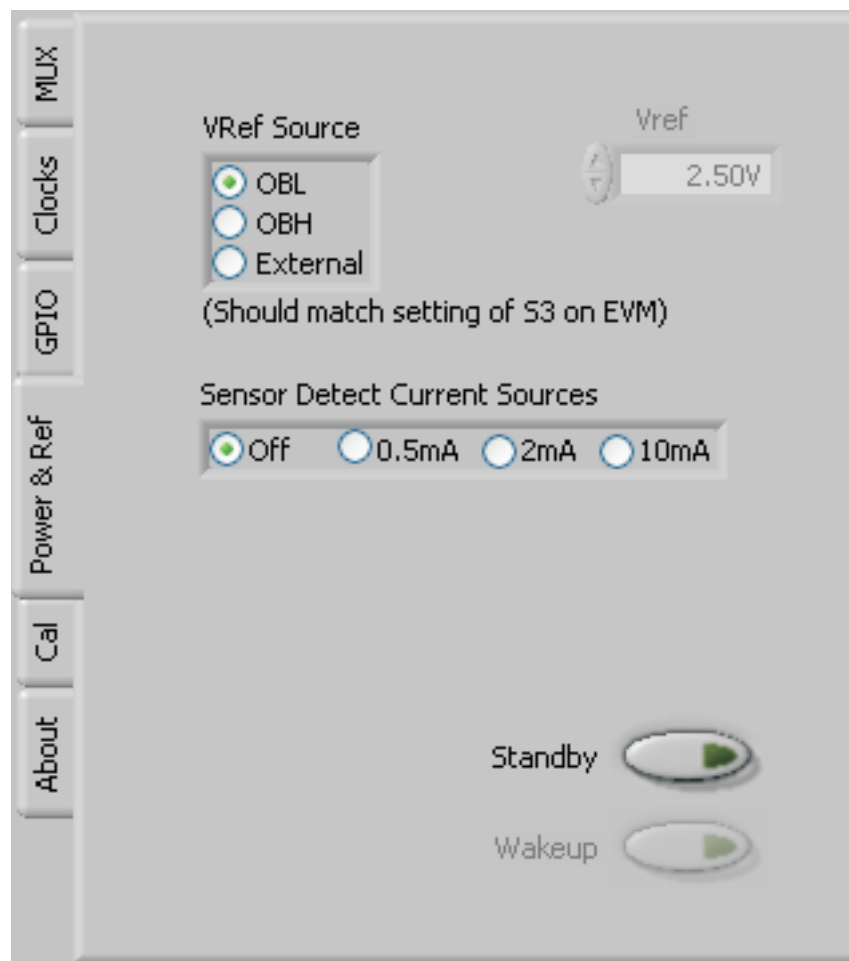 MUX
Clocks
GPIO
Power & Ref
Cal
About
VRef Source
OBL
OBH
External
(Should match setting of S3 on EVM)
Vref
2.50V
Sensor Detect Current Sources
Off 0.5mA 2mA 10mA
Standby
Wakeup